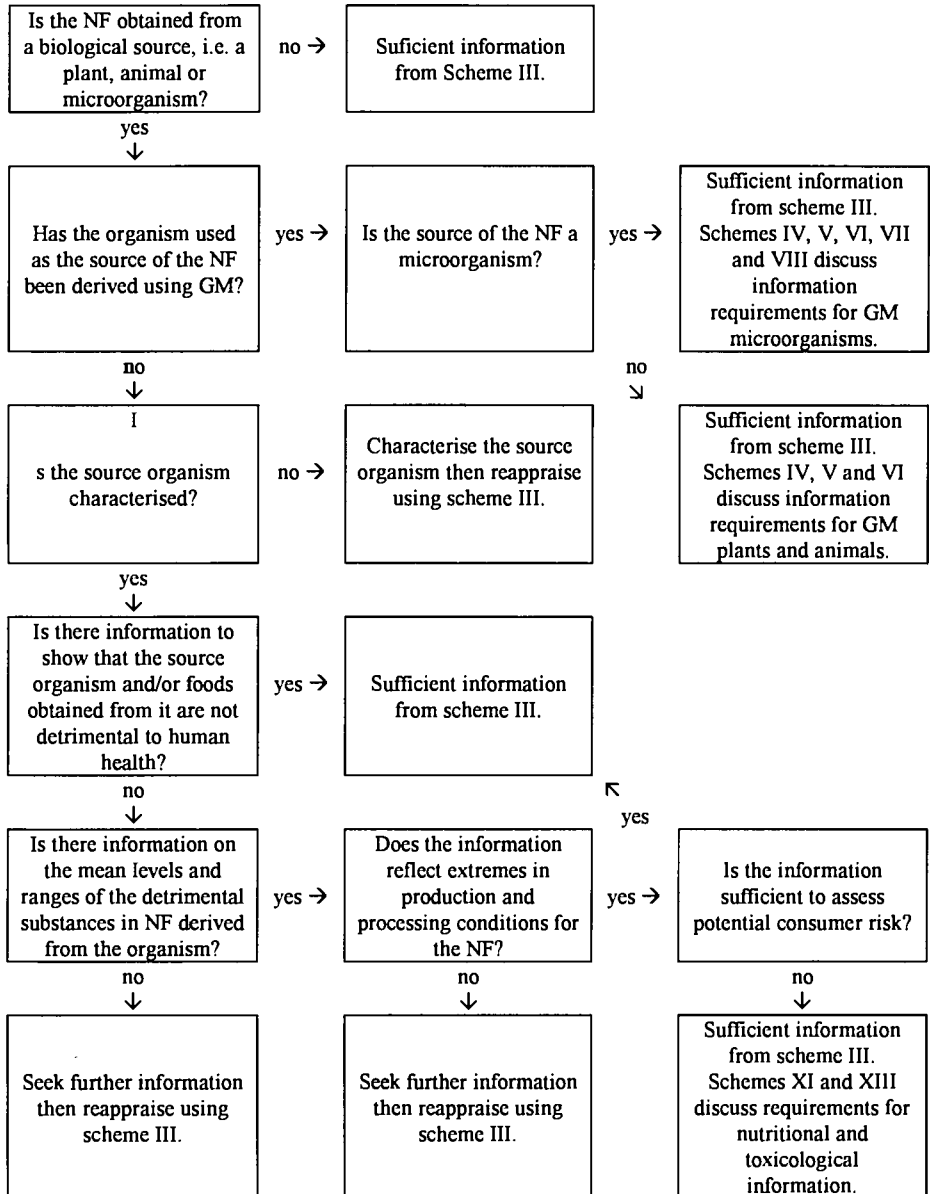 Is the NF obtained from
a biological source, i.e. a
plant, animal or
microorganism?
no →
Suficient information
from Scheme III.
yes
↓
Has the organism used
as the source of the NF
been derived using GM?
yes →
Is the source of the NF a
microorganism?
yes →
Sufficient information
from scheme III.
Schemes IV, V, VI, VII
and VIII discuss
information
requirements for GM
microorganisms.
no
↓
no
↘
I
s the source organism
characterised?
no →
Characterise the source
organism then reappraise
using scheme III.
Sufficient information
from scheme III.
Schemes IV, V and VI
discuss information
requirements for GM
plants and animals.
yes
↓
Is there information to
show that the source
organism and/or foods
obtained from it are not
detrimental to human
health?
yes →
Sufficient information
from scheme III.
no
↓
↖
yes
Is there information on
the mean levels and
ranges of the detrimental
substances in NF derived
from the organism?
yes →
Does the information
reflect extremes in
production and
processing conditions for
the NF?
yes →
Is the information
sufficient to assess
potential consumer risk?
no
↓
no
↓
no
↓
Seek further information
then reappraise using
scheme III.
Seek further information
then reappraise using
scheme III.
Sufficient information
from scheme III.
Schemes XI and XIII
discuss requirements for
nutritional and
toxicological
information.